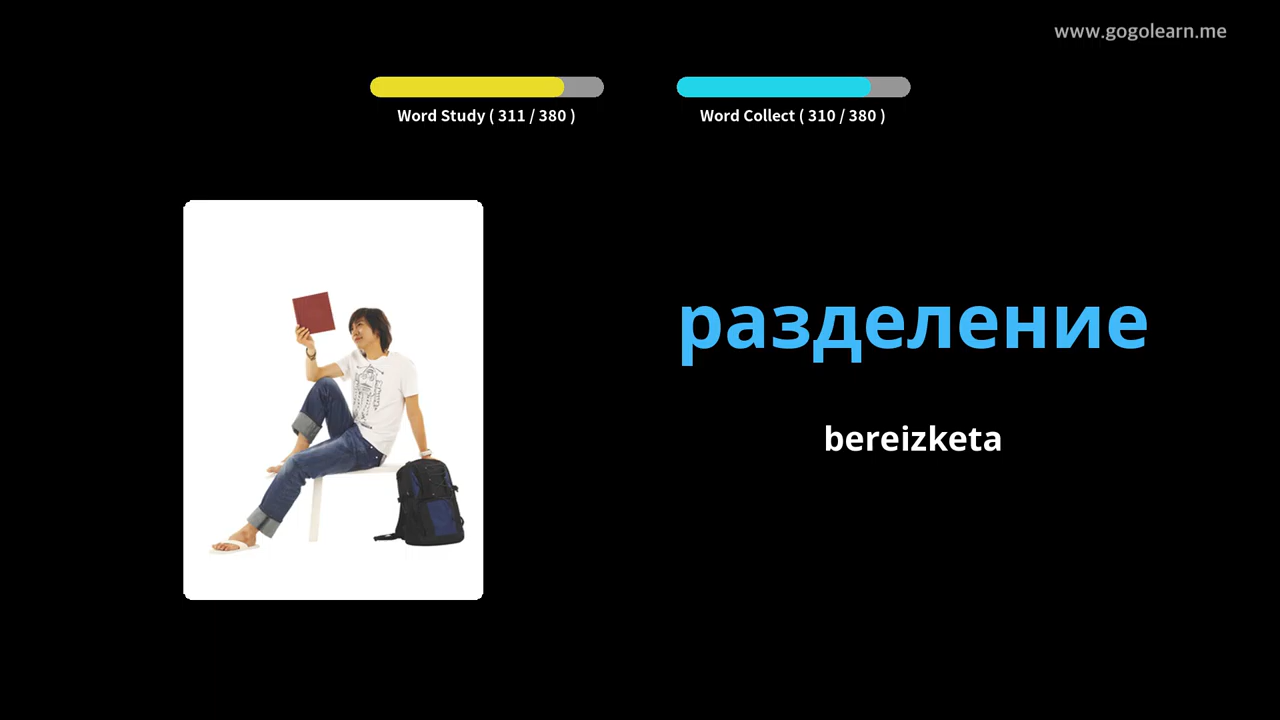 www.gogolearn.me
Word Study ( 311 / 380 )
Word Collect ( 310 / 380 )
разделение
bereizketa